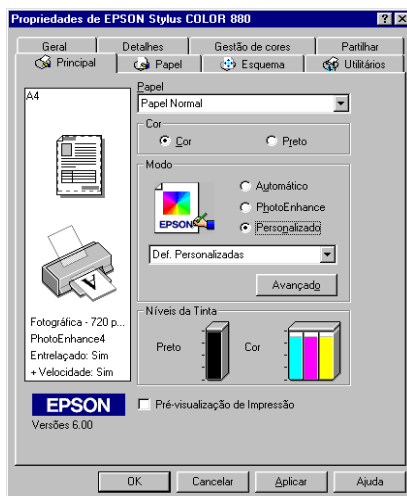 Propriedades de EPSON Stylus COLOR 880
Geral
Detalhes
Gestão de cores
Partilhar
Principal
Papel
Esquema
Utilitários
A4
Papel
Papel Normal
Cor
Cor
Preto
Modo
Automático
PhotoEnhance
Personalizado
EPSON
Def. Personalizadas
Avançado
Níveis da Tinta
Preto
Cor
Fotográfica - 720 p...
PhotoEnhance4
Entrelaçado: Sim
+ Velocidade: Sim
EPSON
Versões 6.00
Pré-visualização de Impressão
OK
Cancelar
Aplicar
Ajuda